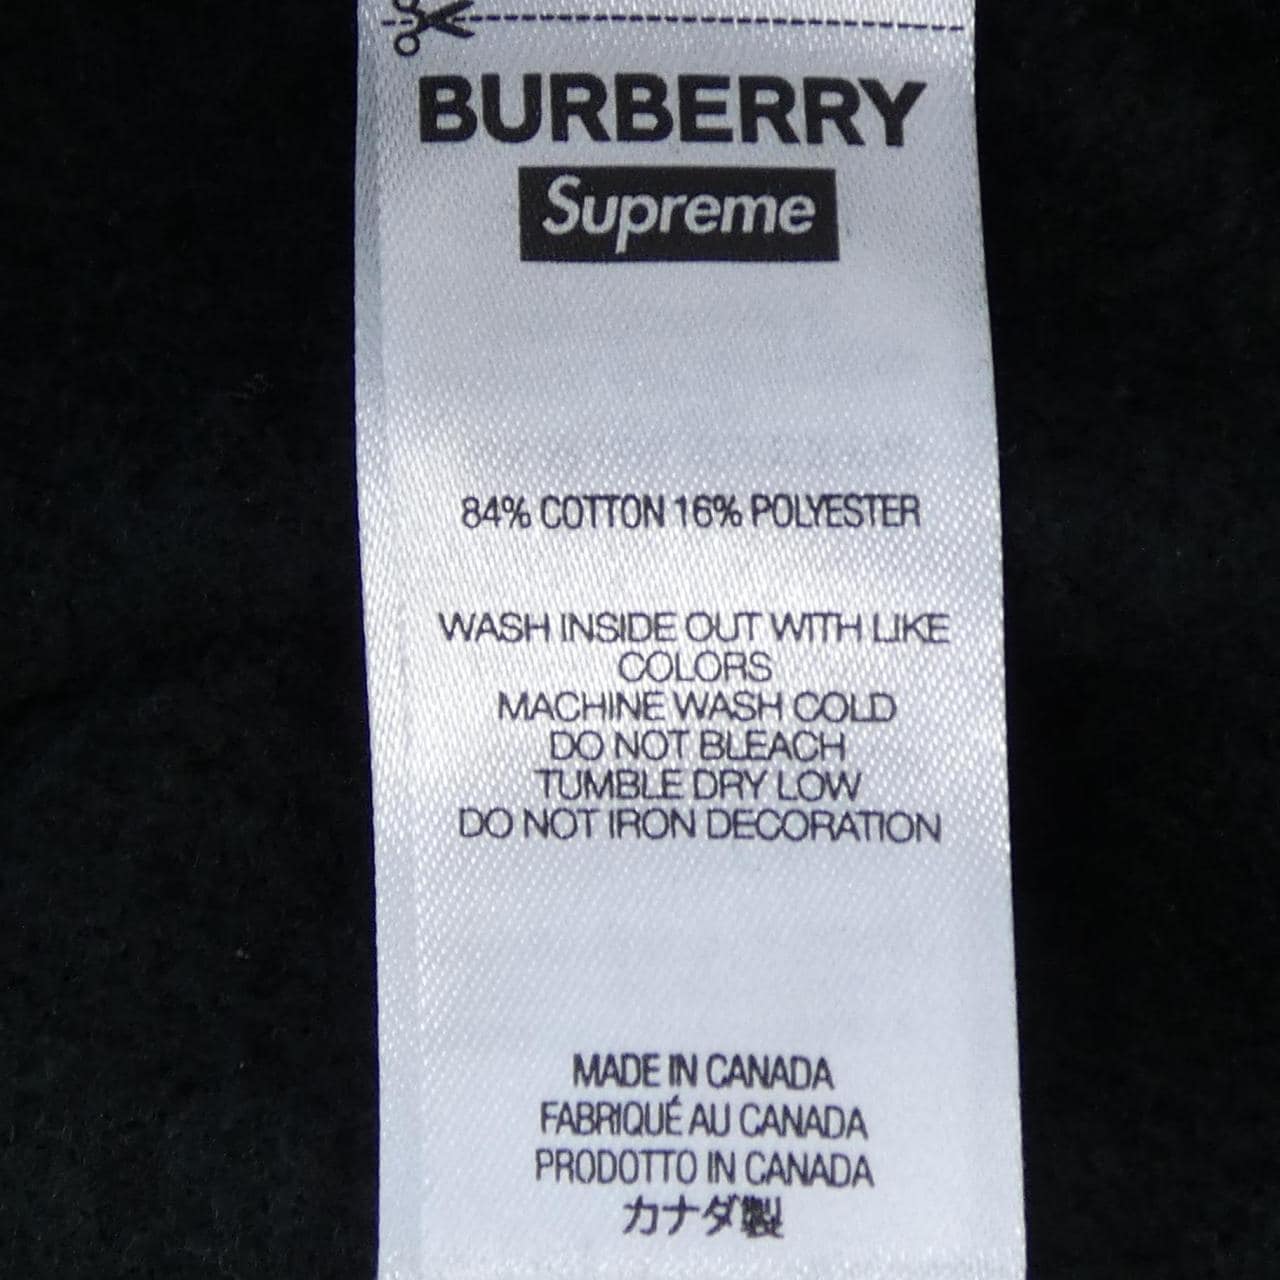 BURBERRY
Supreme
84% COTTON 16% POLYESTER
WASH INSIDE OUT WITH LIKE
COLORS
MACHINE WASH COLD
DO NOT BLEACH
TUMBLE DRY LOW
DO NOT IRON DECORATION
MADE IN CANADA
FABRIQUÉ AU CANADA
PRODOTTO IN CANADA
カナダ製